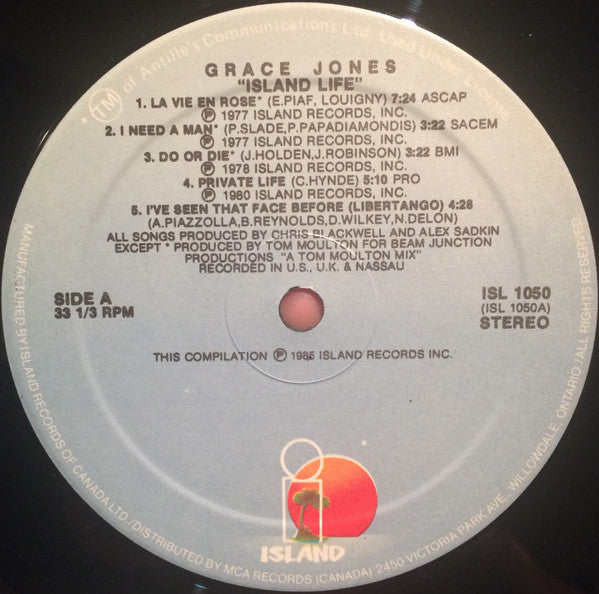 GRACE JONES
"ISLAND LIFE"
1. LA VIE EN ROSE* (E.PIAF, LOUIGNY) 7:24 ASCAP
℗ 1977 ISLAND RECORDS, INC.
2. I NEED A MAN* (P.SLADE,P.PAPADIAMONDIS) 3:22 SACEM
℗ 1977 ISLAND RECORDS, INC.
3. DO OR DIE* (J.HOLDEN,J.ROBINSON) 3:22 BMI
℗ 1978 ISLAND RECORDS, INC.
4. PRIVATE LIFE (C.HYNDE) 5:10 PRO
℗ 1980 ISLAND RECORDS, INC.
5. I'VE SEEN THAT FACE BEFORE (LIBERTANGO) 4:28
(A.PIAZZOLLA,B.REYNOLDS,D.WILKEY,N.DELON)
ALL SONGS PRODUCED BY CHRIS BLACKWELL AND ALEX SADKIN
EXCEPT * PRODUCED BY TOM MOULTON FOR BEAM JUNCTION
PRODUCTIONS "A TOM MOULTON MIX"
RECORDED IN U.S., U.K & NASSAU
SIDE A
33 1/3 RPM
ISL 1050
(ISL 1050A)
STEREO
THIS COMPILATION ℗ 1985 ISLAND RECORDS INC.
i
ISLAND
* TM of Antille's Communications Ltd. Used Under License.
MANUFACTURED BY ISLAND RECORDS OF CANADA LTD. / DISTRIBUTED BY MCA RECORDS (CANADA) 2450 VICTORIA PARK AVE. WILLOWDALE, ONTARIO / ALL RIGHTS RESERVED.